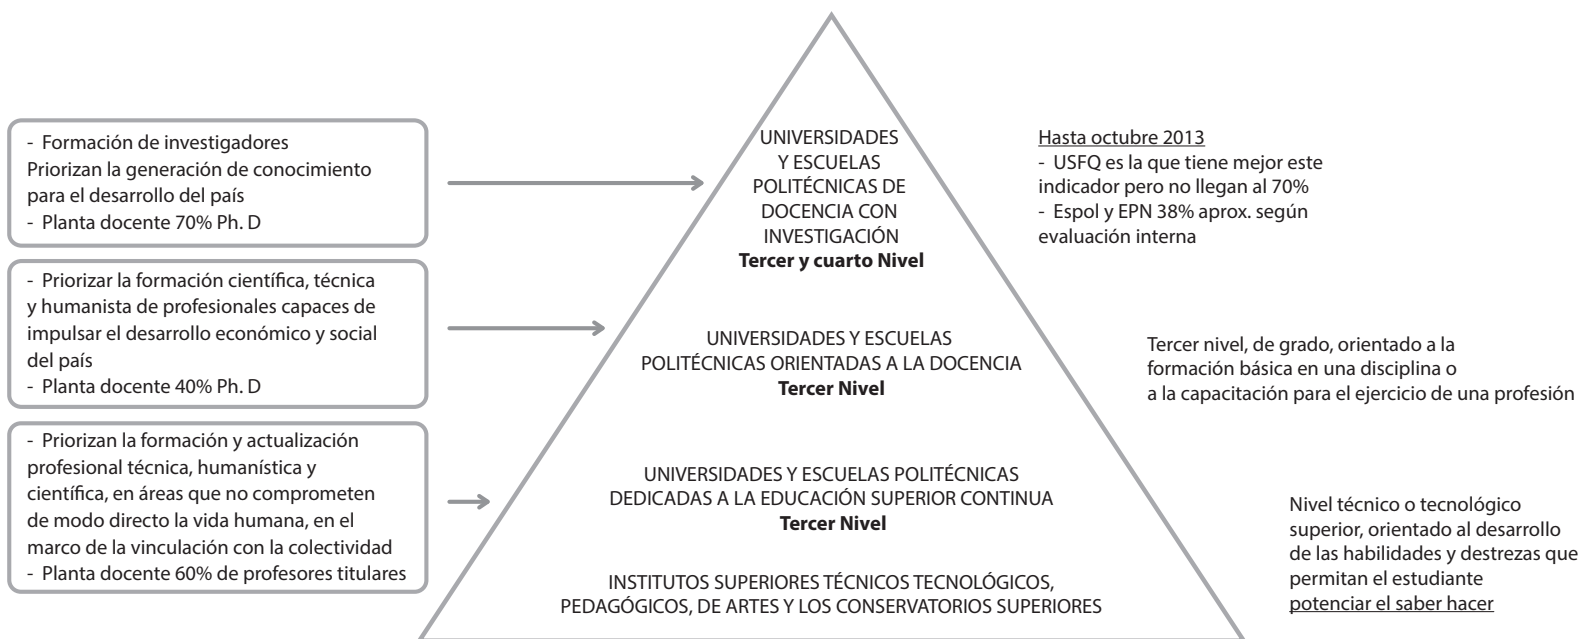 - Formación de investigadores
Priorizan la generación de conocimiento
para el desarrollo del país
- Planta docente 70% Ph. D
UNIVERSIDADES
Y ESCUELAS
POLITÉCNICAS DE
DOCENCIA CON
INVESTIGACIÓN
Tercer y cuarto Nivel
Hasta octubre 2013
- USFQ es la que tiene mejor este
indicador pero no llegan al 70%
- Espol y EPN 38% aprox. según
evaluación interna
- Priorizar la formación científica, técnica
y humanista de profesionales capaces de
impulsar el desarrollo económico y social
del país
- Planta docente 40% Ph. D
UNIVERSIDADES Y ESCUELAS
POLITÉCNICAS ORIENTADAS A LA DOCENCIA
Tercer Nivel
Tercer nivel, de grado, orientado a la
formación básica en una disciplina o
a la capacitación para el ejercicio de una profesión
- Priorizan la formación y actualización
profesional técnica, humanística y
científica, en áreas que no comprometen
de modo directo la vida humana, en el
marco de la vinculación con la colectividad
- Planta docente 60% de profesores titulares
UNIVERSIDADES Y ESCUELAS POLITÉCNICAS
DEDICADAS A LA EDUCACIÓN SUPERIOR CONTINUA
Tercer Nivel
INSTITUTOS SUPERIORES TÉCNICOS TECNOLÓGICOS,
PEDAGÓGICOS, DE ARTES Y LOS CONSERVATORIOS SUPERIORES
Nivel técnico o tecnológico
superior, orientado al desarrollo
de las habilidades y destrezas que
permitan el estudiante
potenciar el saber hacer